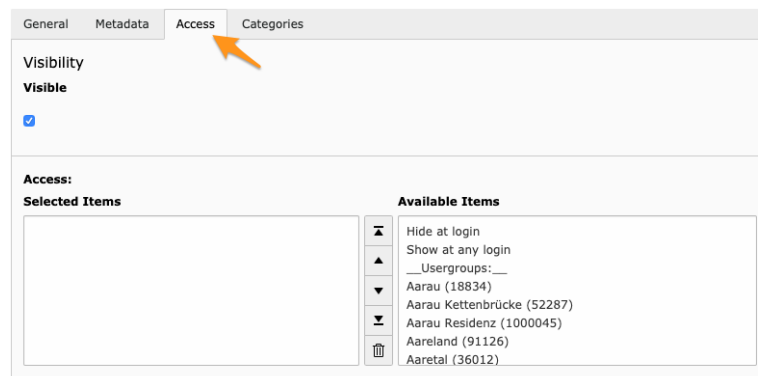 General Metadata Access Categories
Visibility
Visible
Access:
Selected Items
Available Items
Hide at login
Show at any login
__Usergroups:__
Aarau (18834)
Aarau Kettenbrücke (52287)
Aarau Residenz (1000045)
Aareland (91126)
Aaretal (36012)